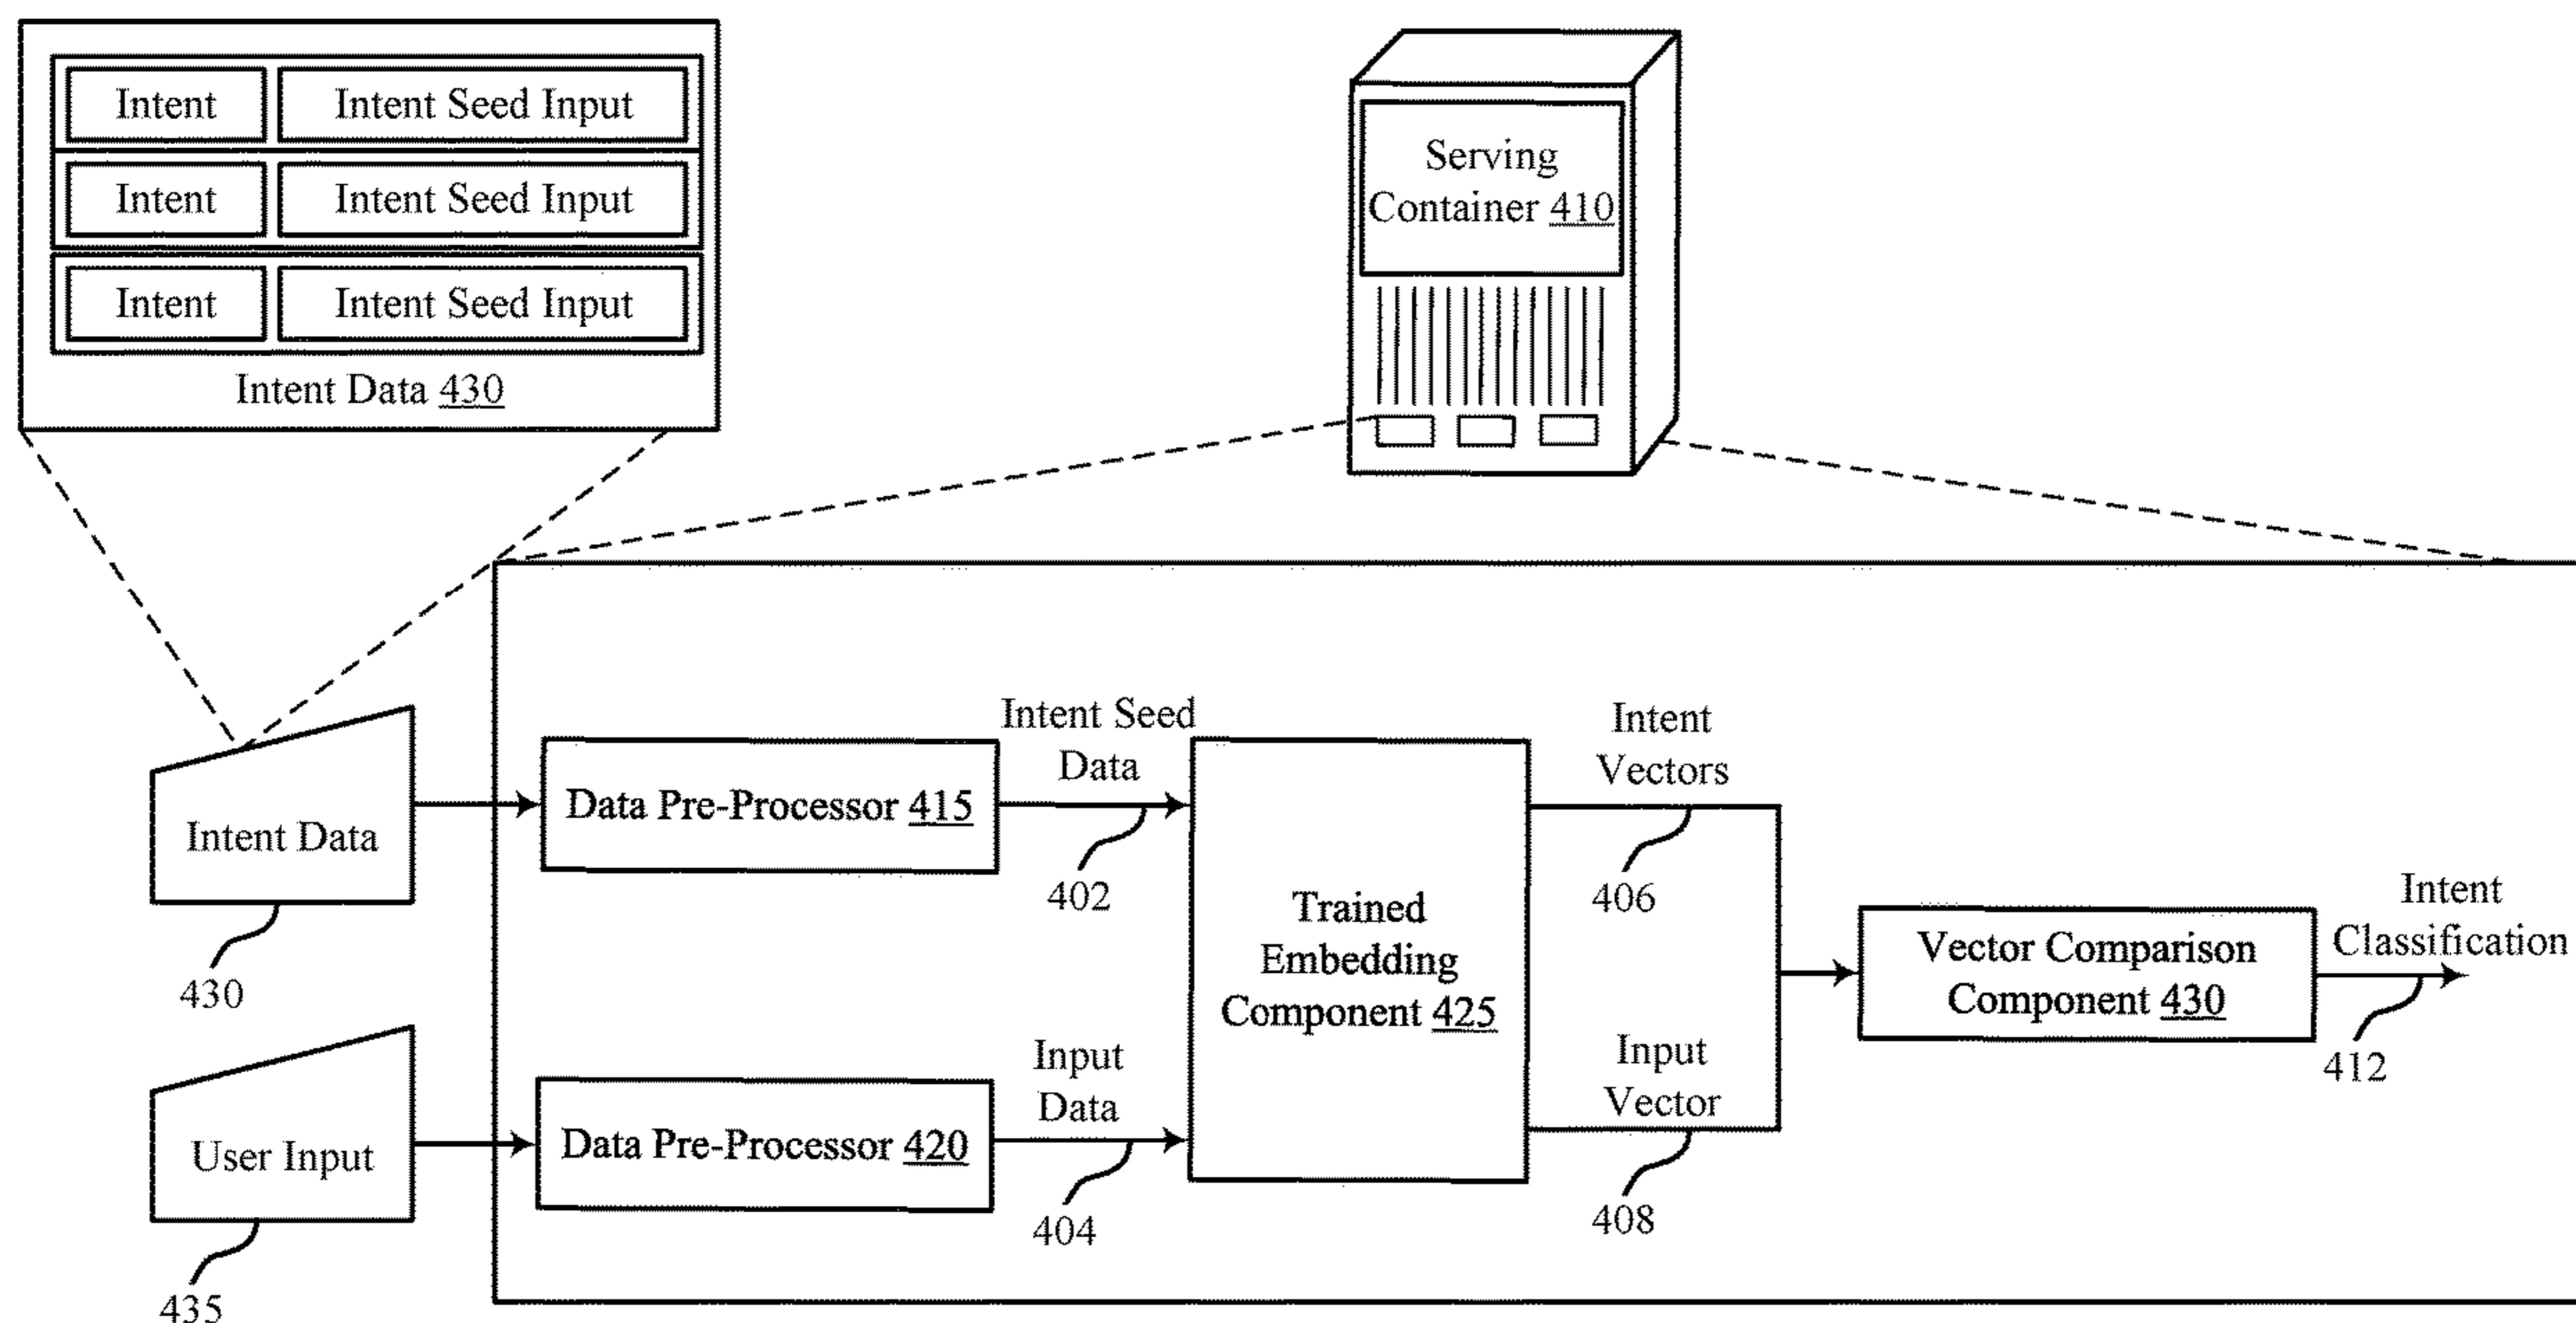 Intent
Intent Seed Input
Intent
Intent Seed Input
Intent
Intent Seed Input
Intent Data 430
Serving
Container 410
Intent Data
430
User Input
435
Data Pre-Processor 415
Intent Seed
Data
402
Data Pre-Processor 420
Input
Data
404
Trained
Embedding
Component 425
Intent
Vectors
406
Input
Vector
408
Vector Comparison
Component 430
Intent
Classification
412